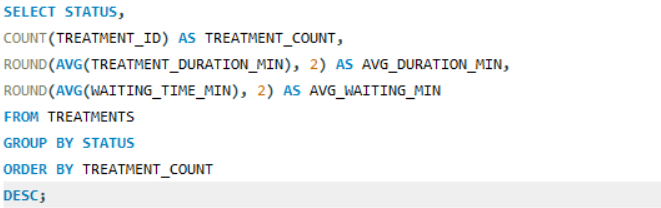 SELECT STATUS,
COUNT(TREATMENT_ID) AS TREATMENT_COUNT,
ROUND(AVG(TREATMENT_DURATION_MIN), 2) AS AVG_DURATION_MIN,
ROUND(AVG(WAITING_TIME_MIN), 2) AS AVG_WAITING_MIN
FROM TREATMENTS
GROUP BY STATUS
ORDER BY TREATMENT_COUNT
DESC;